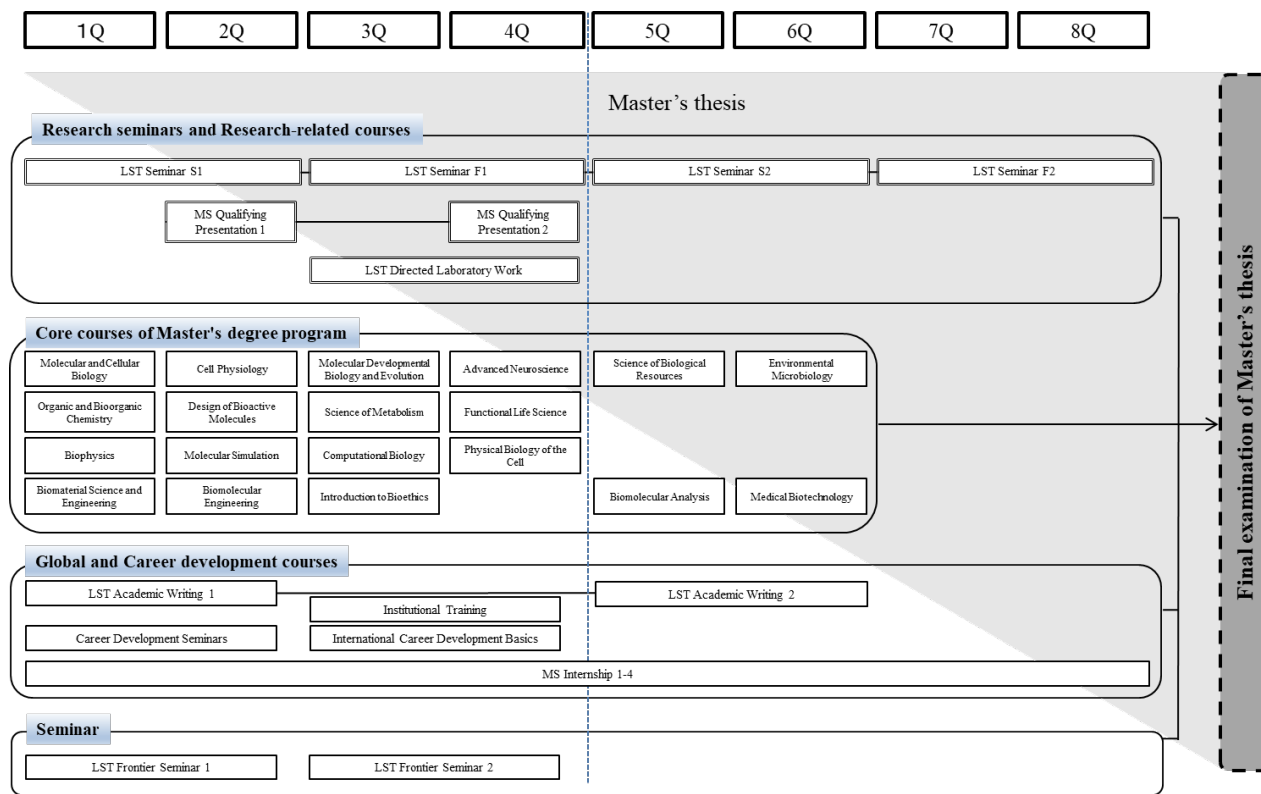 1Q 2Q 3Q 4Q 5Q 6Q 7Q 8Q
Master's thesis
Research seminars and Research-related courses
LST Seminar S1
LST Seminar F1
LST Seminar S2
LST Seminar F2
MS Qualifying
Presentation 1
MS Qualifying
Presentation 2
LST Directed Laboratory Work
Core courses of Master's degree program
Molecular and Cellular
Biology
Cell Physiology
Molecular Developmental
Biology and Evolution
Advanced Neuroscience
Science of Biological
Resources
Environmental
Microbiology
Organic and Bioorganic
Chemistry
Design of Bioactive
Molecules
Science of Metabolism
Functional Life Science
Biophysics
Molecular Simulation
Computational Biology
Physical Biology of the
Cell
Biomaterial Science and
Engineering
Biomolecular
Engineering
Introduction to Bioethics
Biomolecular Analysis
Medical Biotechnology
Global and Career development courses
LST Academic Writing 1
LST Academic Writing 2
Institutional Training
Career Development Seminars
International Career Development Basics
MS Internship 1-4
Seminar
LST Frontier Seminar 1
LST Frontier Seminar 2
Final examination of Master's thesis